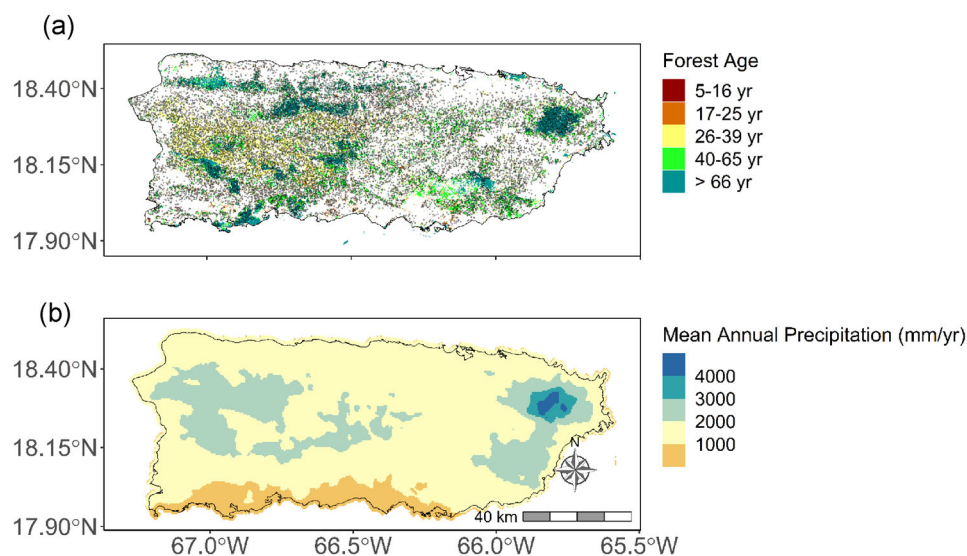 (a)
18.40°N
18.15°N
17.90°N
Forest Age
5-16 yr
17-25 yr
26-39 yr
40-65 yr
> 66 yr
(b)
18.40°N
18.15°N
17.90°N
67.0°W
66.5°W
66.0°W
65.5°W
N
40 km
Mean Annual Precipitation (mm/yr)
4000
3000
2000
1000